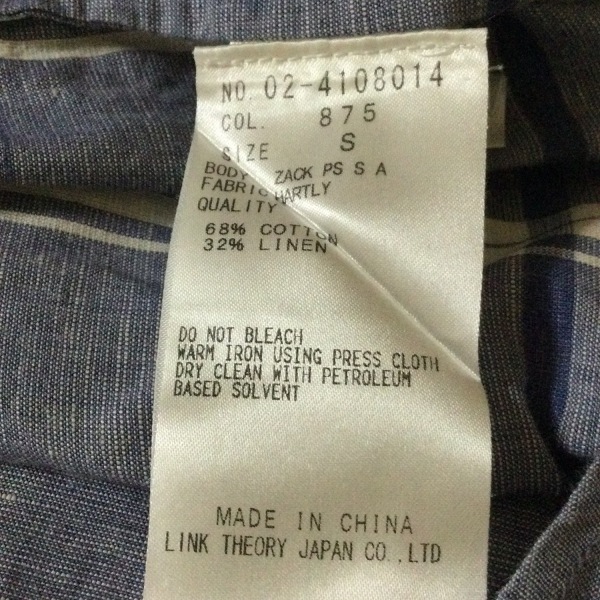 NO. 02-4108014
COL. 875
SIZE S
BODY ZACK PS S A
FABRIC HARTLY
QUALITY
68% COTTON
32% LINEN
DO NOT BLEACH
WARM IRON USING PRESS CLOTH
DRY CLEAN WITH PETROLEUM
BASED SOLVENT
MADE IN CHINA
LINK THEORY JAPAN CO.,LTD